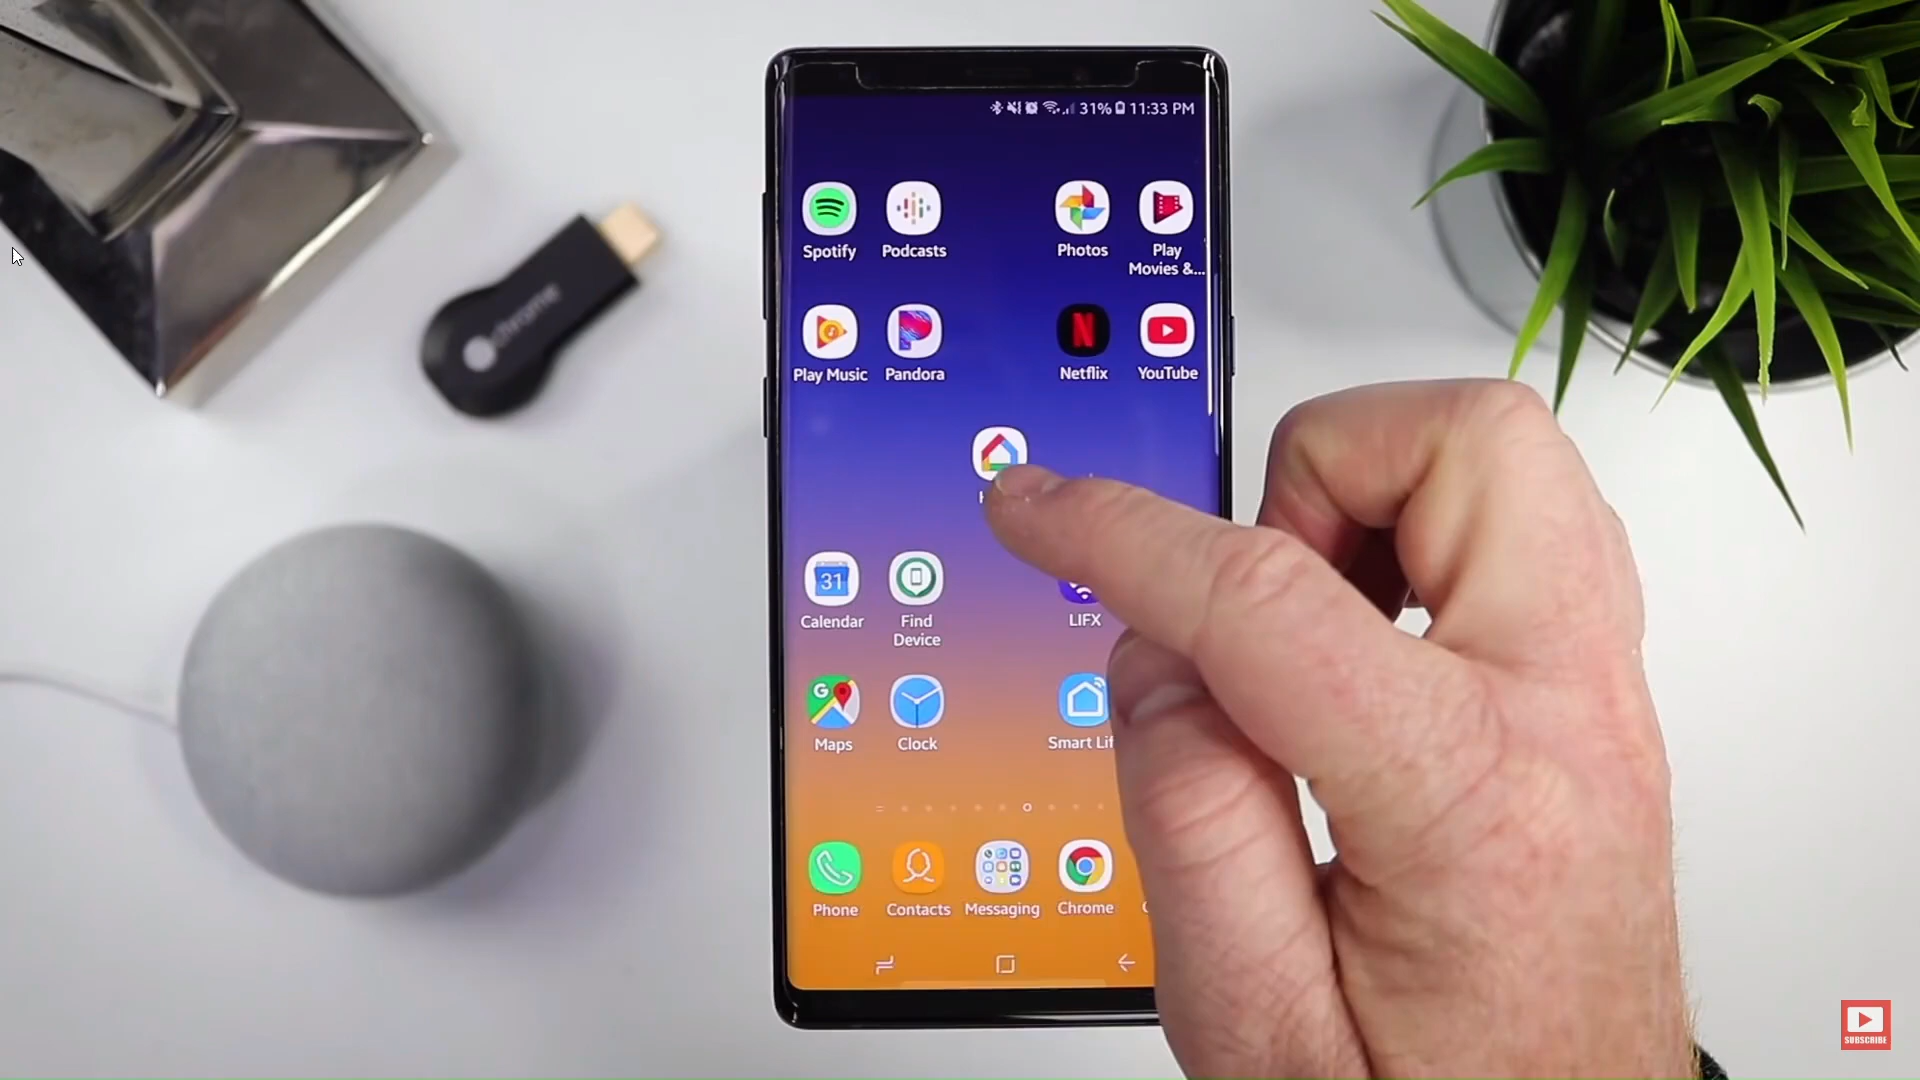 31% 11:33 PM
Spotify Podcasts Photos Play
Movies &...
Play Music Pandora Netflix YouTube
chrome
31
Calendar Find
Device LIFX
G
Maps Clock Smart Lif
Phone Contacts Messaging Chrome
SUBSCRIBE